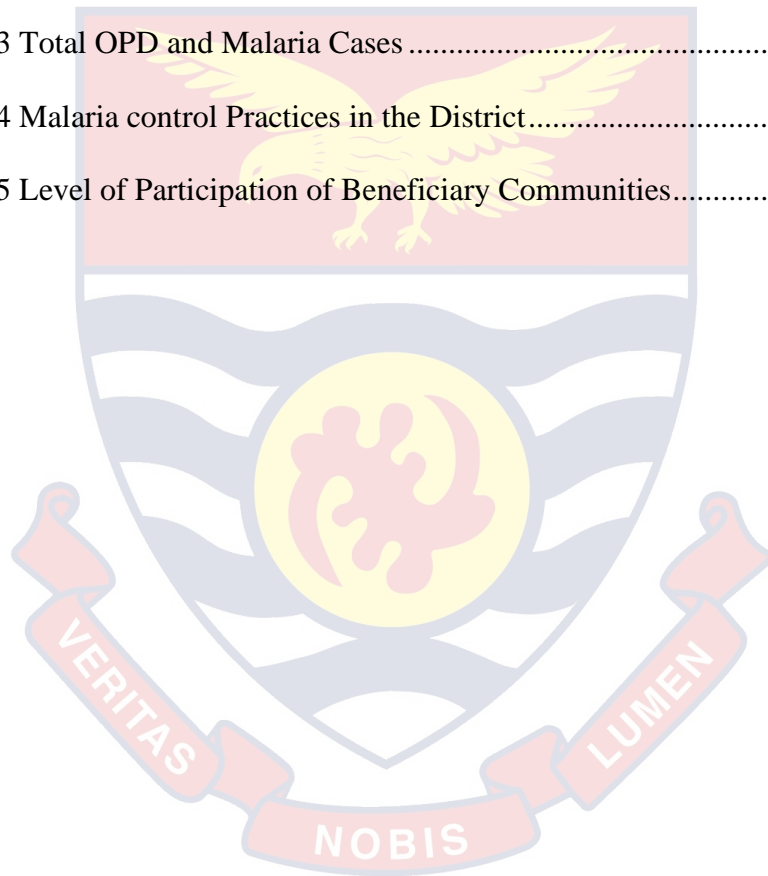 3 Total OPD and Malaria Cases ........................................
4 Malaria control Practices in the District...........................
5 Level of Participation of Beneficiary Communities............
VERITAS
NOBIS
LUMEN